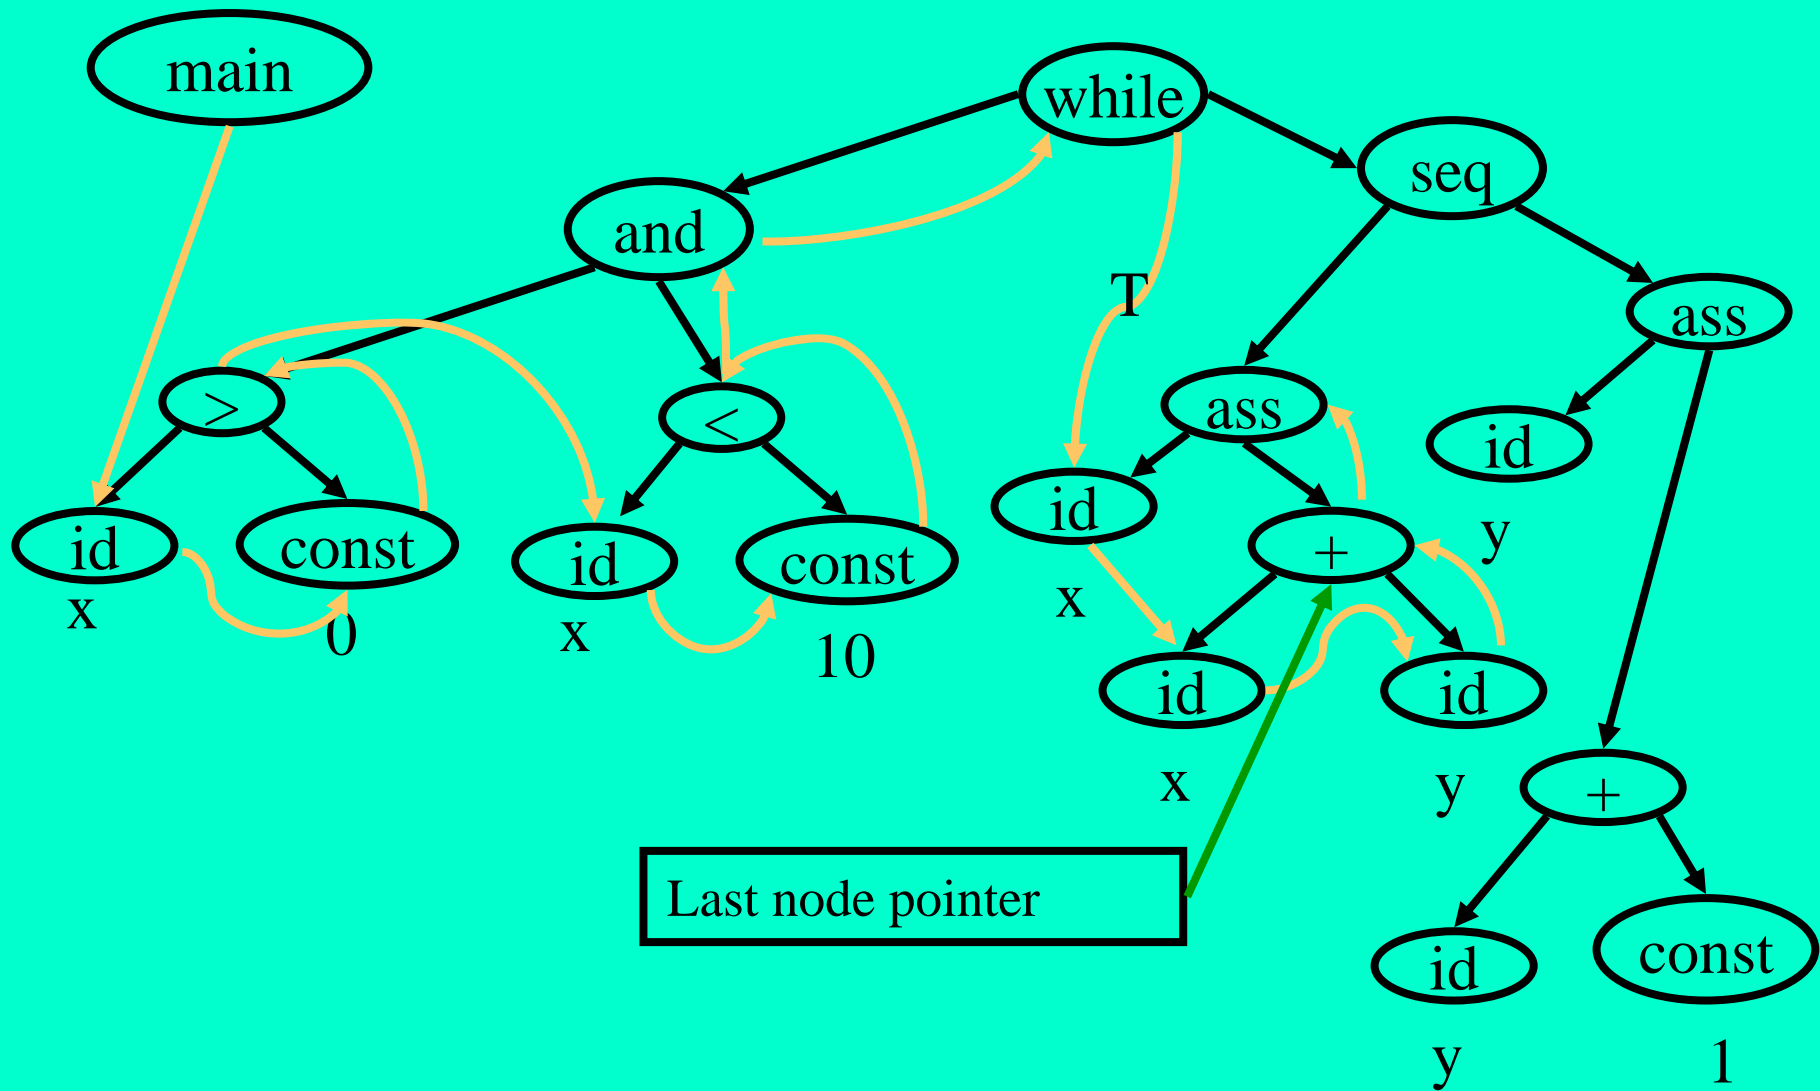 main
while
seq
and
T
ass
>
<
ass
id
id
const
id
const
id
+
y
x
0
x
10
x
id
id
x
y
+
Last node pointer
id
const
y
1